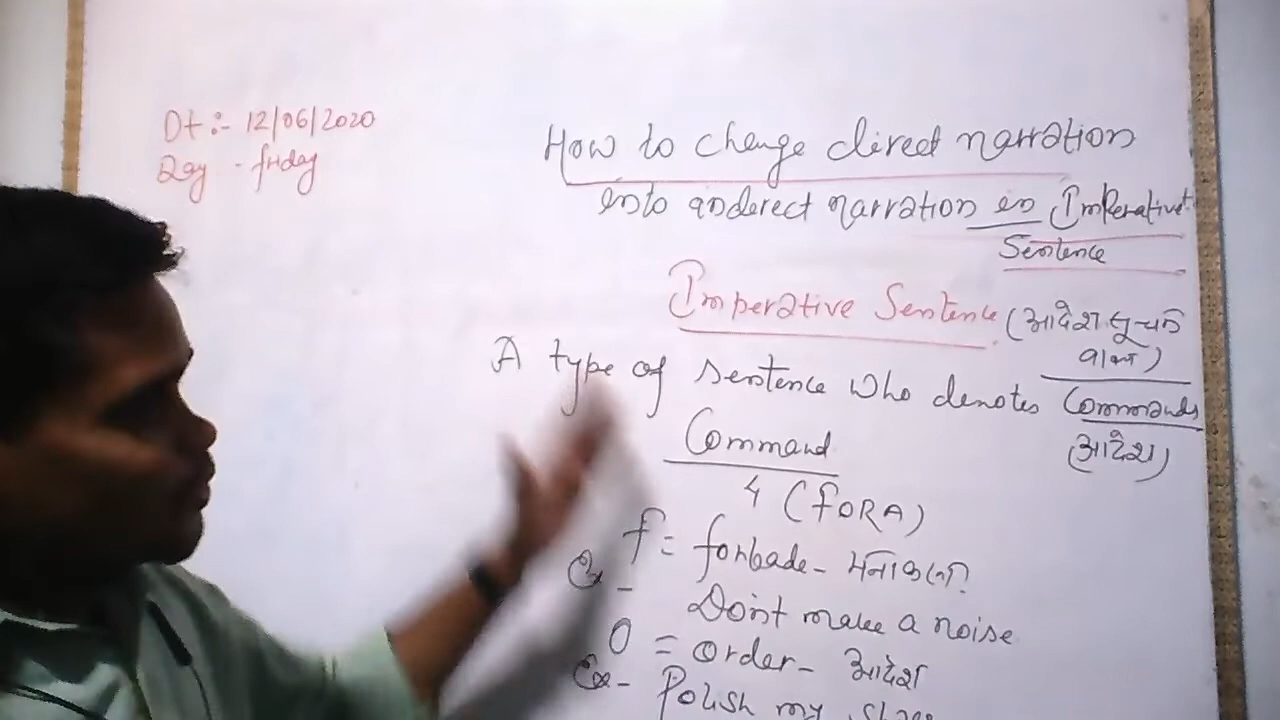 Dt :- 12/06/2020
Day - friday
How to change direct narration
into inderect narration in Imperative
Sentence
Imperative Sentence (आदेश सूचक
वाक्य)
A type of sentence who denotes Commands
(आदेश)
Command
4 (fORA)
f = forbade - मना करना
Ex -
Don't make a noise
O = order - आदेश
Ex - Polish my shoes